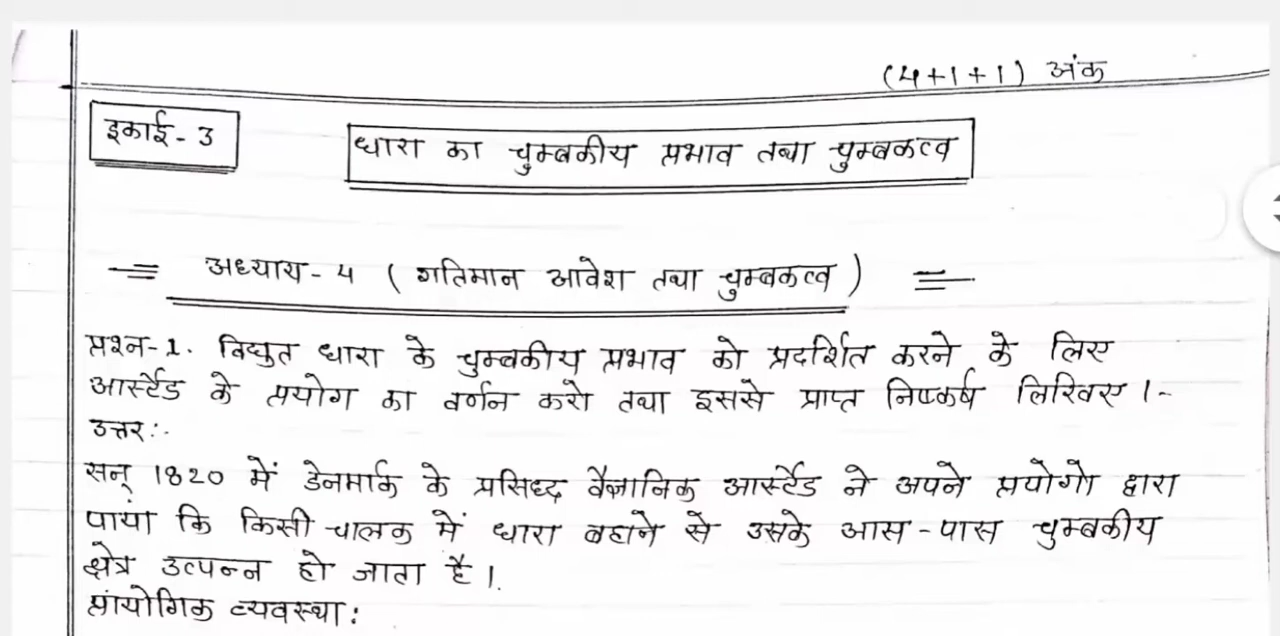 (4+1+1) अंक
इकाई - 3
धारा का चुम्बकीय प्रभाव तथा चुम्बकत्व
अध्याय - 4 ( गतिमान आवेश तथा चुम्बकत्व )
प्रश्न-1. विद्युत धारा के चुम्बकीय प्रभाव को प्रदर्शित करने के लिए
आर्स्टेड के प्रयोग का वर्णन करो तथा इससे प्राप्त निष्कर्ष लिखिए ।-
उत्तर:-
सन् 1820 में डेनमार्क के प्रसिध्द वैज्ञानिक आर्स्टेड ने अपने प्रयोगो द्वारा
पाया कि किसी चालक में धारा बहाने से उसके आस-पास चुम्बकीय
क्षेत्र उत्पन्न हो जाता है ।.
प्रायोगिक व्यवस्था :